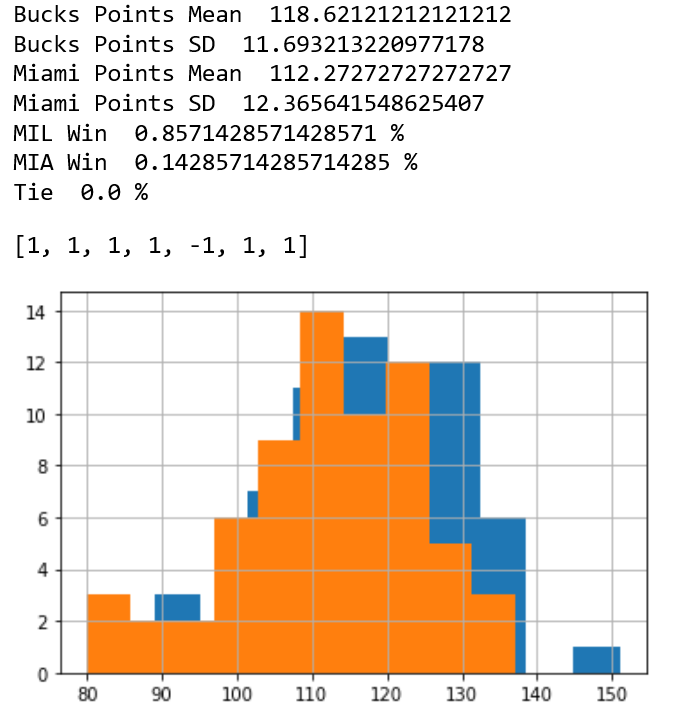 Bucks Points Mean  118.62121212121212
Bucks Points SD  11.693213220977178
Miami Points Mean  112.27272727272727
Miami Points SD  12.365641548625407
MIL Win  0.8571428571428571 %
MIA Win  0.14285714285714285 %
Tie  0.0 %
[1, 1, 1, 1, -1, 1, 1]
14
12
10
8
6
4
2
0
80 90 100 110 120 130 140 150